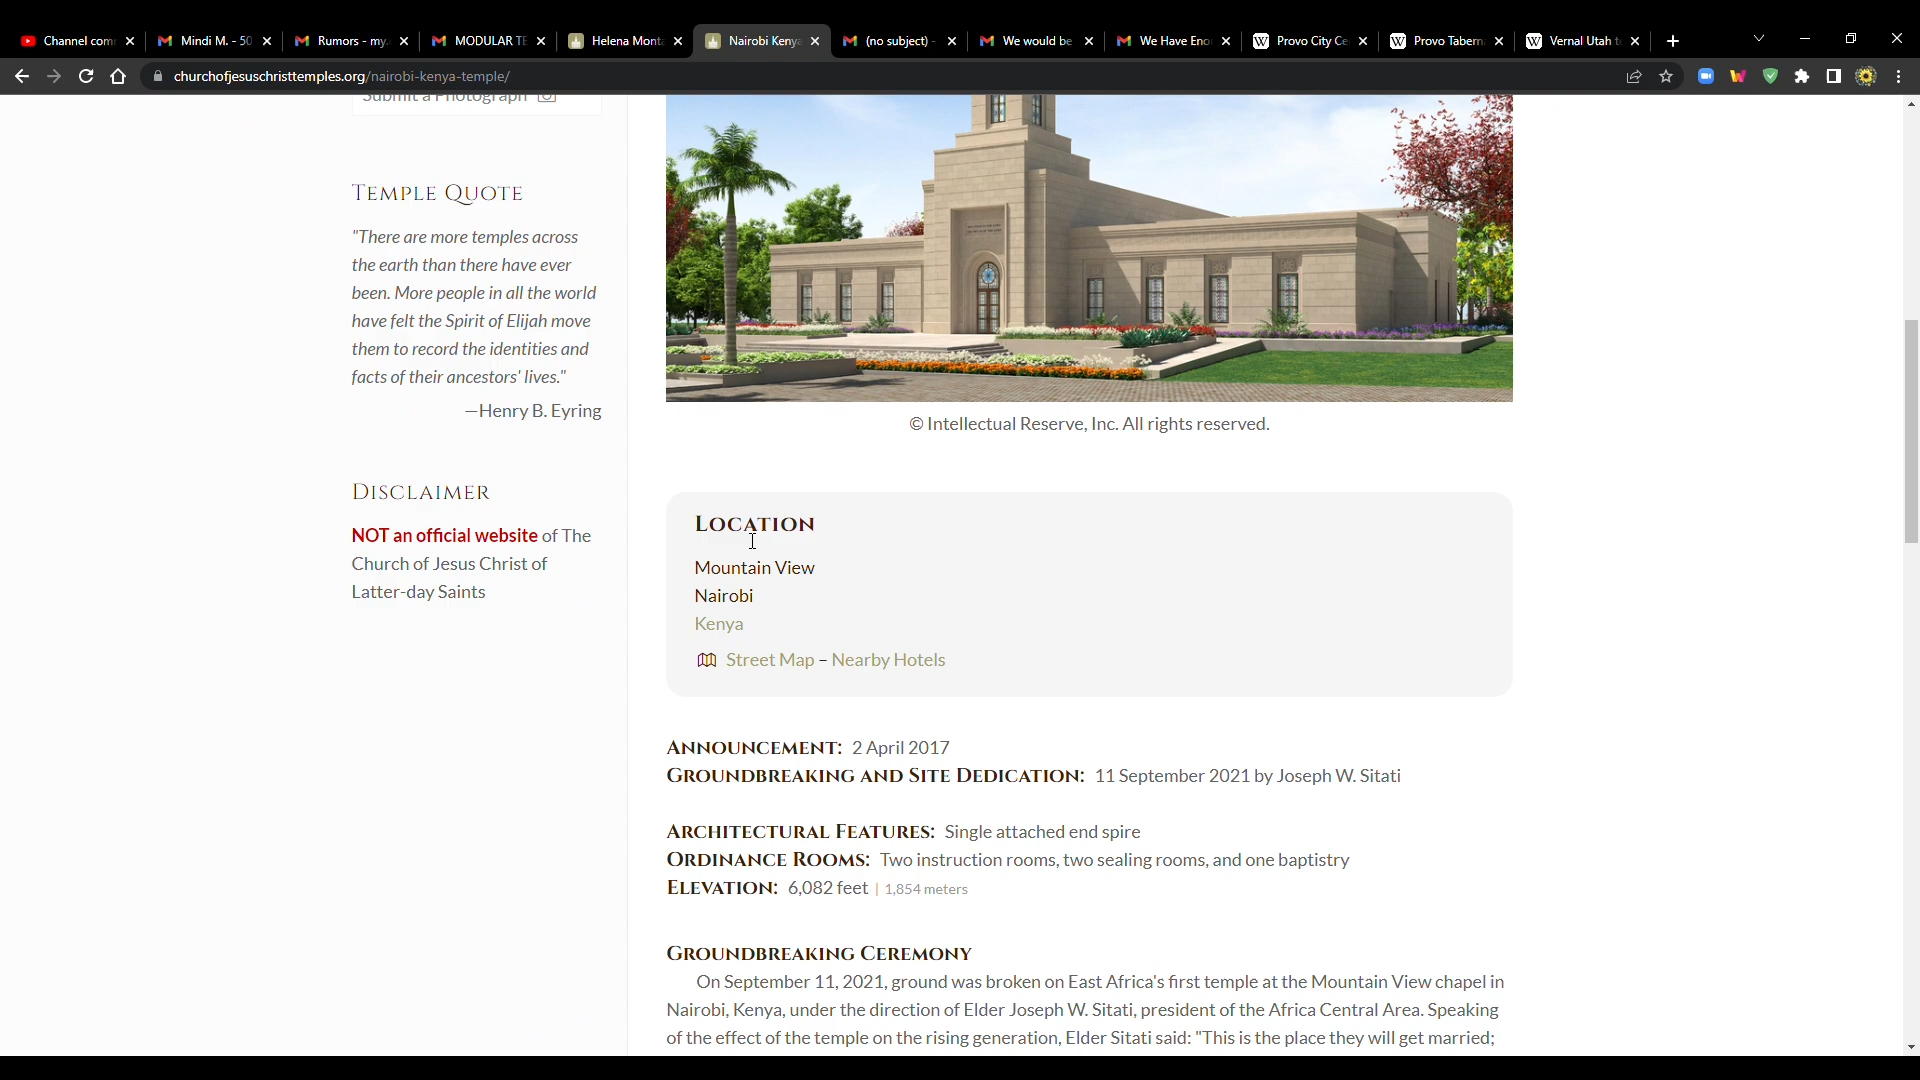 Channel com
Mindi M. - 50
Rumors - my.
MODULAR TE
Helena Mont
Nairobi Keny
(no subject) -
We would be
We Have Eno
Provo City Ce
Provo Tabern
Vernal Utah t
churchofjesuschristtemples.org/nairobi-kenya-temple/
Submit a Photograph
Temple Quote
"There are more temples across
the earth than there have ever
been. More people in all the world
have felt the Spirit of Elijah move
them to record the identities and
facts of their ancestors' lives."
—Henry B. Eyring
Disclaimer
NOT an official website of The
Church of Jesus Christ of
Latter-day Saints
© Intellectual Reserve, Inc. All rights reserved.
Location
Mountain View
Nairobi
Kenya
Street Map – Nearby Hotels
Announcement: 2 April 2017
Groundbreaking and Site Dedication: 11 September 2021 by Joseph W. Sitati
Architectural Features: Single attached end spire
Ordinance Rooms: Two instruction rooms, two sealing rooms, and one baptistry
Elevation: 6,082 feet | 1,854 meters
Groundbreaking Ceremony
On September 11, 2021, ground was broken on East Africa's first temple at the Mountain View chapel in
Nairobi, Kenya, under the direction of Elder Joseph W. Sitati, president of the Africa Central Area. Speaking
of the effect of the temple on the rising generation, Elder Sitati said: "This is the place they will get married;